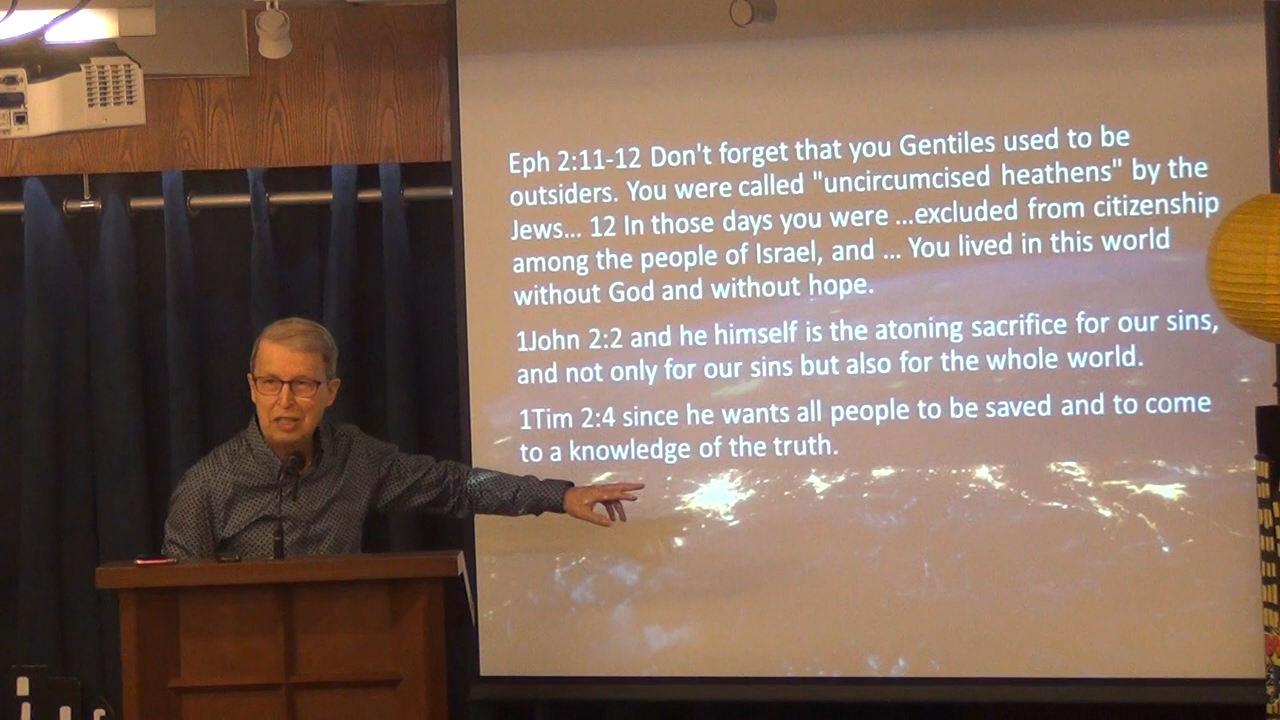 Eph 2:11-12 Don't forget that you Gentiles used to be
outsiders. You were called "uncircumcised heathens" by the
Jews... 12 In those days you were ...excluded from citizenship
among the people of Israel, and ... You lived in this world
without God and without hope.
1John 2:2 and he himself is the atoning sacrifice for our sins,
and not only for our sins but also for the whole world.
1Tim 2:4 since he wants all people to be saved and to come
to a knowledge of the truth.